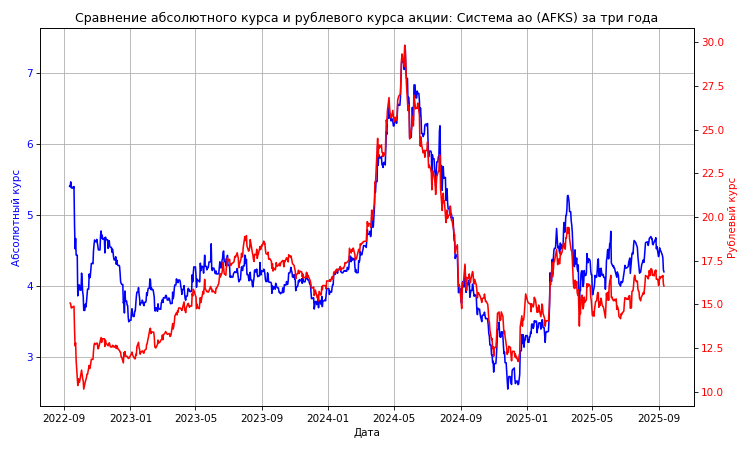 Сравнение абсолютного курса и рублевого курса акции: Система ао (AFKS) за три года
Абсолютный курс
7
6
5
4
3
30.0
27.5
25.0
22.5
20.0
17.5
15.0
12.5
10.0
Рублевый курс
2022-09 2023-01 2023-05 2023-09 2024-01 2024-05 2024-09 2025-01 2025-05 2025-09
Дата